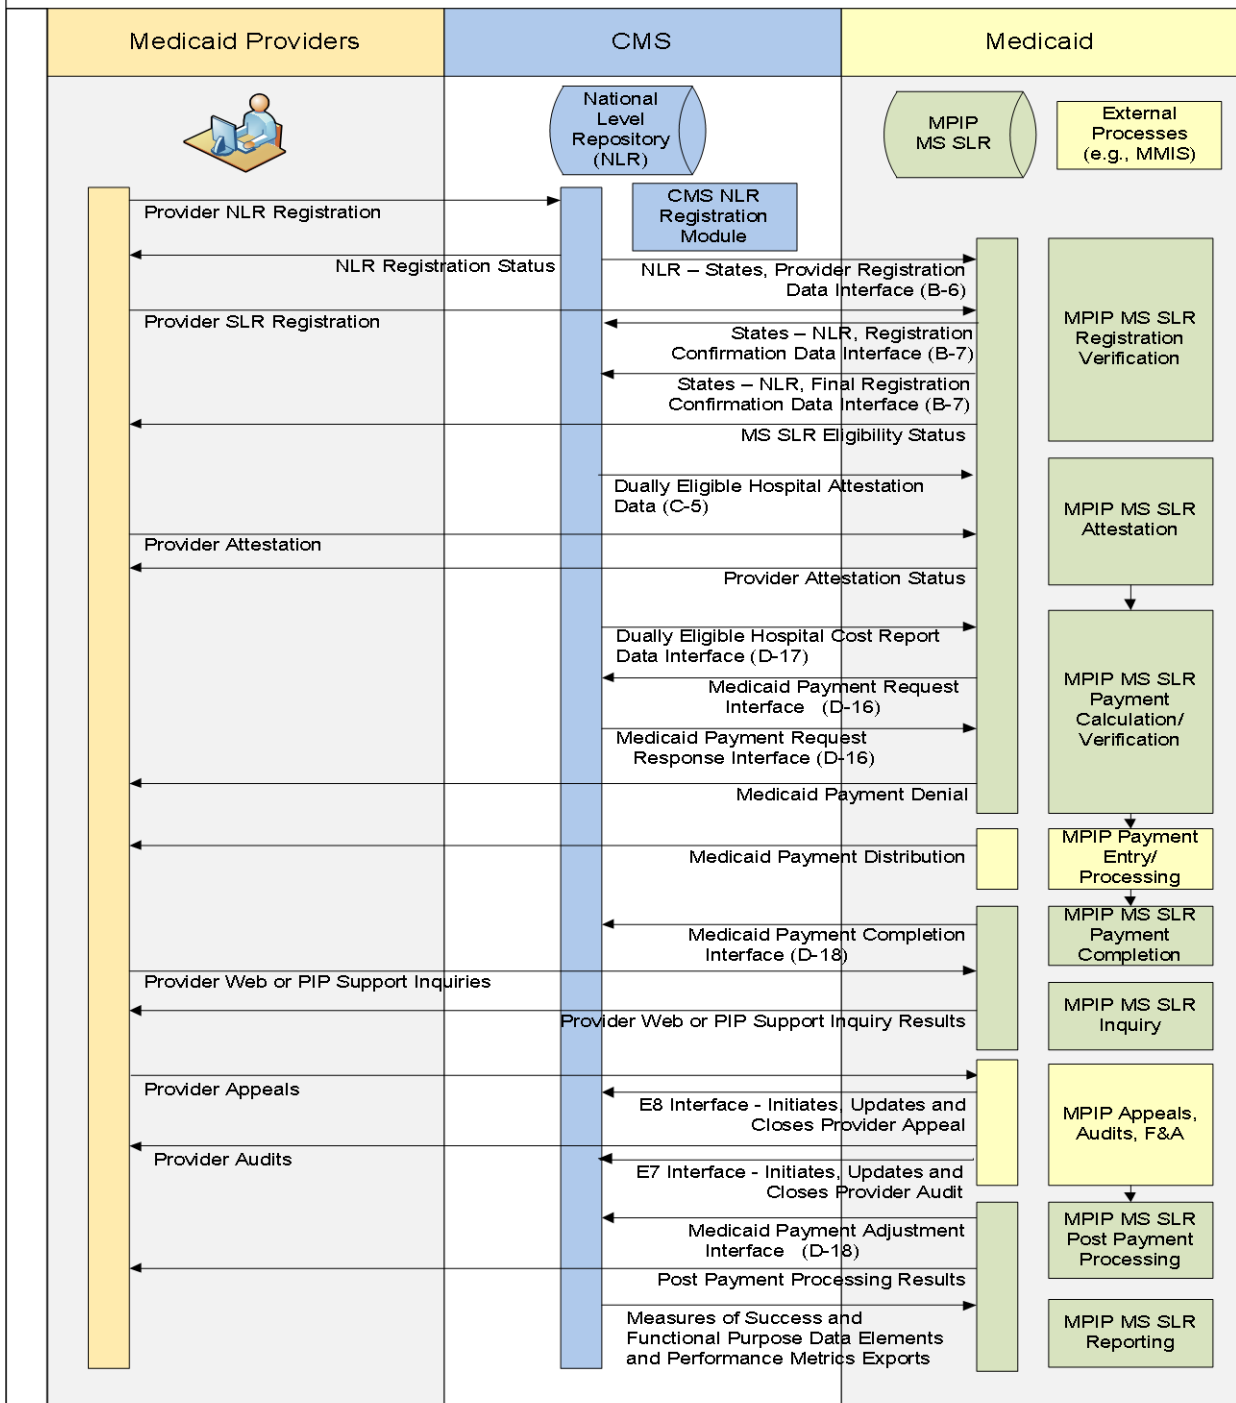 Medicaid Providers
CMS
Medicaid
National
Level
Repository
(NLR)
MPIP
MS SLR
External
Processes
(e.g., MMIS)
CMS NLR
Registration
Module
Provider NLR Registration
NLR Registration Status
NLR – States, Provider Registration
Data Interface (B-6)
Provider SLR Registration
States – NLR, Registration
Confirmation Data Interface (B-7)
States – NLR, Final Registration
Confirmation Data Interface (B-7)
MS SLR Eligibility Status
MPIP MS SLR
Registration
Verification
Dually Eligible Hospital Attestation
Data (C-5)
Provider Attestation
Provider Attestation Status
MPIP MS SLR
Attestation
Dually Eligible Hospital Cost Report
Data Interface (D-17)
Medicaid Payment Request
Interface (D-16)
Medicaid Payment Request
Response Interface (D-16)
Medicaid Payment Denial
MPIP MS SLR
Payment
Calculation/
Verification
Medicaid Payment Distribution
MPIP Payment
Entry/
Processing
Medicaid Payment Completion
Interface (D-18)
MPIP MS SLR
Payment
Completion
Provider Web or PIP Support Inquiries
Provider Web or PIP Support Inquiry Results
MPIP MS SLR
Inquiry
Provider Appeals
E8 Interface - Initiates, Updates and
Closes Provider Appeal
Provider Audits
E7 Interface - Initiates, Updates and
Closes Provider Audit
MPIP Appeals,
Audits, F&A
Medicaid Payment Adjustment
Interface (D-18)
Post Payment Processing Results
MPIP MS SLR
Post Payment
Processing
Measures of Success and
Functional Purpose Data Elements
and Performance Metrics Exports
MPIP MS SLR
Reporting